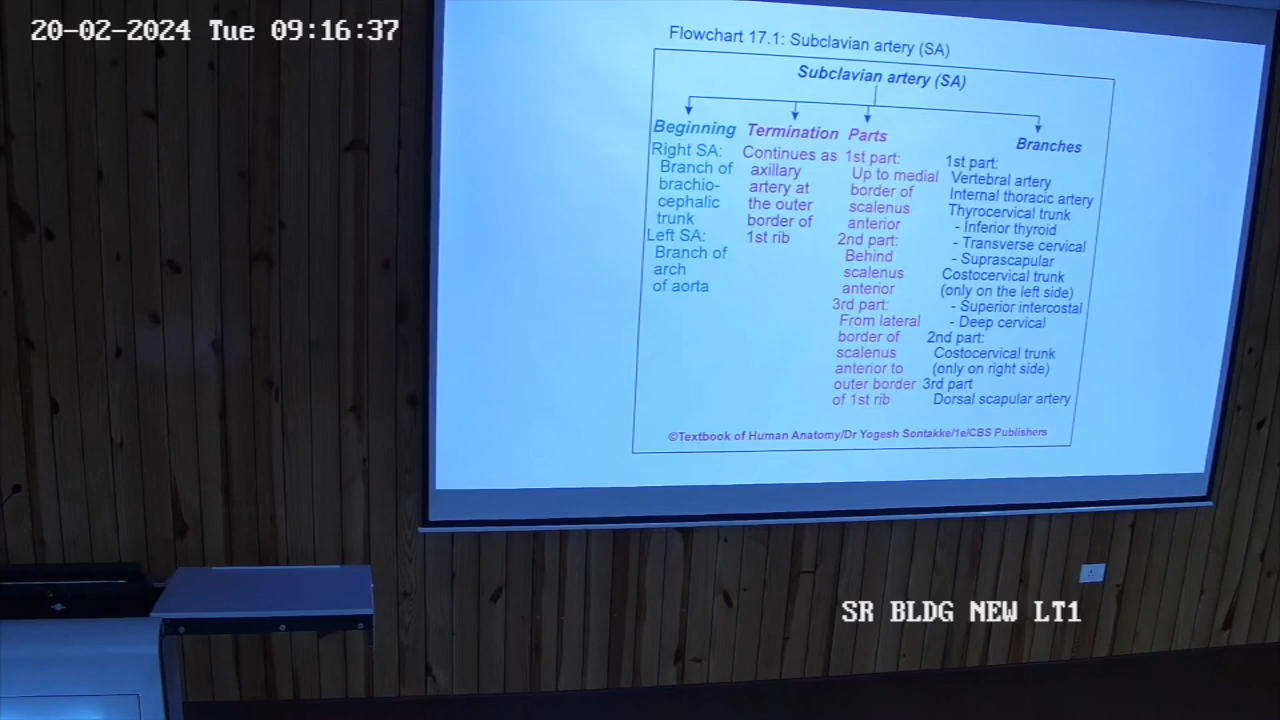 20-02-2024 Tue 09:16:37
Flowchart 17.1: Subclavian artery (SA)
Subclavian artery (SA)
Beginning
Right SA:
Branch of
brachio-
cephalic
trunk
Left SA:
Branch of
arch
of aorta
Termination
Continues as
axillary
artery at
the outer
border of
1st rib
Parts
1st part:
Up to medial
border of
scalenus
anterior
2nd part:
Behind
scalenus
anterior
3rd part:
From lateral
border of
scalenus
anterior to
outer border
of 1st rib
Branches
1st part:
Vertebral artery
Internal thoracic artery
Thyrocervical trunk
- Inferior thyroid
- Transverse cervical
- Suprascapular
Costocervical trunk
(only on the left side)
- Superior intercostal
- Deep cervical
2nd part:
Costocervical trunk
(only on right side)
3rd part
Dorsal scapular artery
©Textbook of Human Anatomy/Dr Yogesh Sontakke/1e/CBS Publishers
SR BLDG NEW LT1